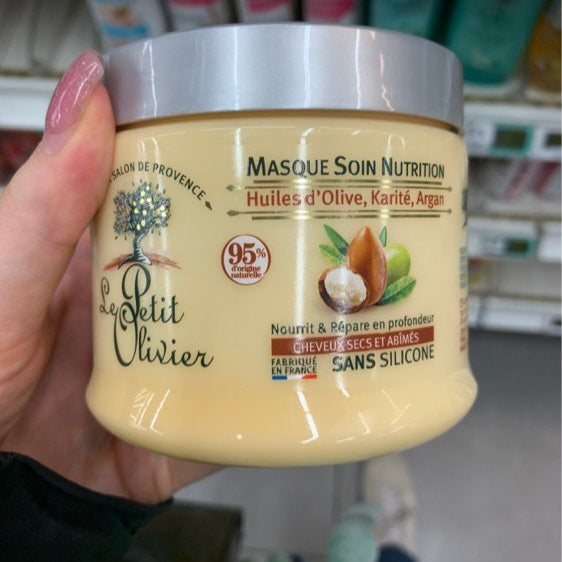 SALON DE PROVENCE
Le Petit
Olivier
MASQUE SOIN NUTRITION
Huiles d'Olive, Karité, Argan
95%
d'origine
naturelle
Nourrit & Répare en profondeur
CHEVEUX SECS ET ABÎMÉS
FABRIQUÉ
EN FRANCE
SANS SILICONE